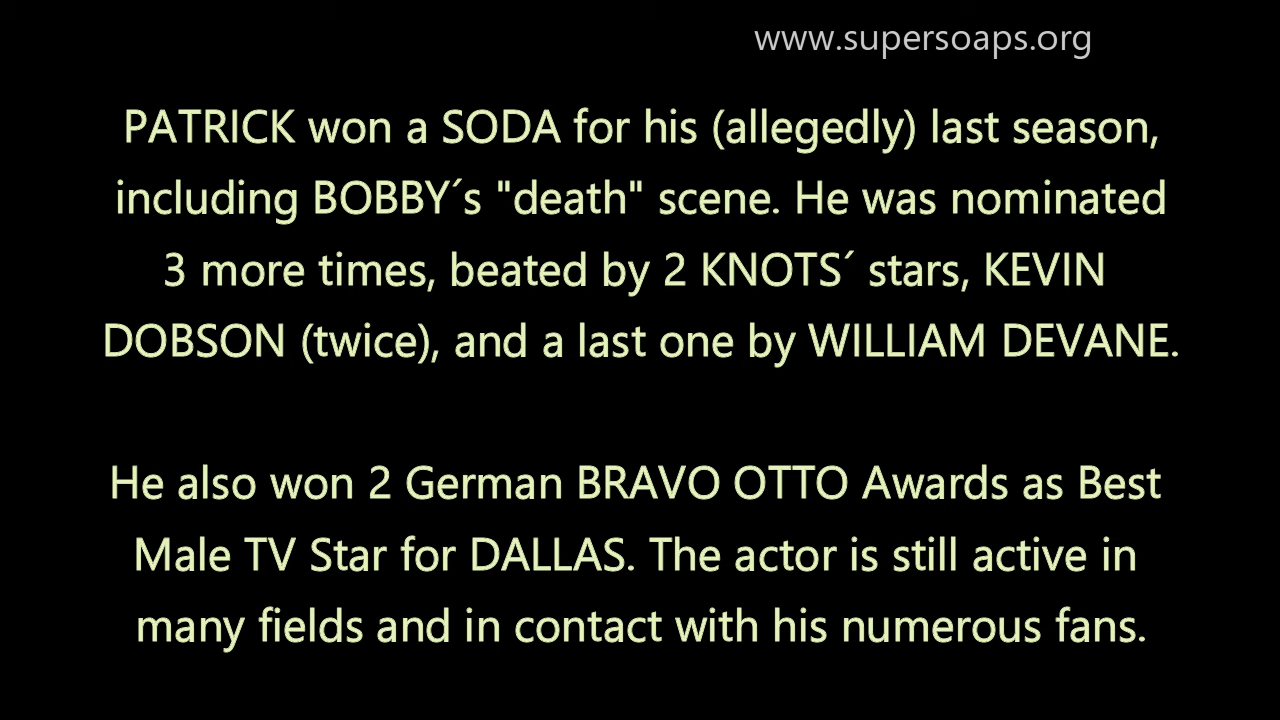 www.supersoaps.org
PATRICK won a SODA for his (allegedly) last season,
including BOBBY´s "death" scene. He was nominated
3 more times, beated by 2 KNOTS´ stars, KEVIN
DOBSON (twice), and a last one by WILLIAM DEVANE.
He also won 2 German BRAVO OTTO Awards as Best
Male TV Star for DALLAS. The actor is still active in
many fields and in contact with his numerous fans.